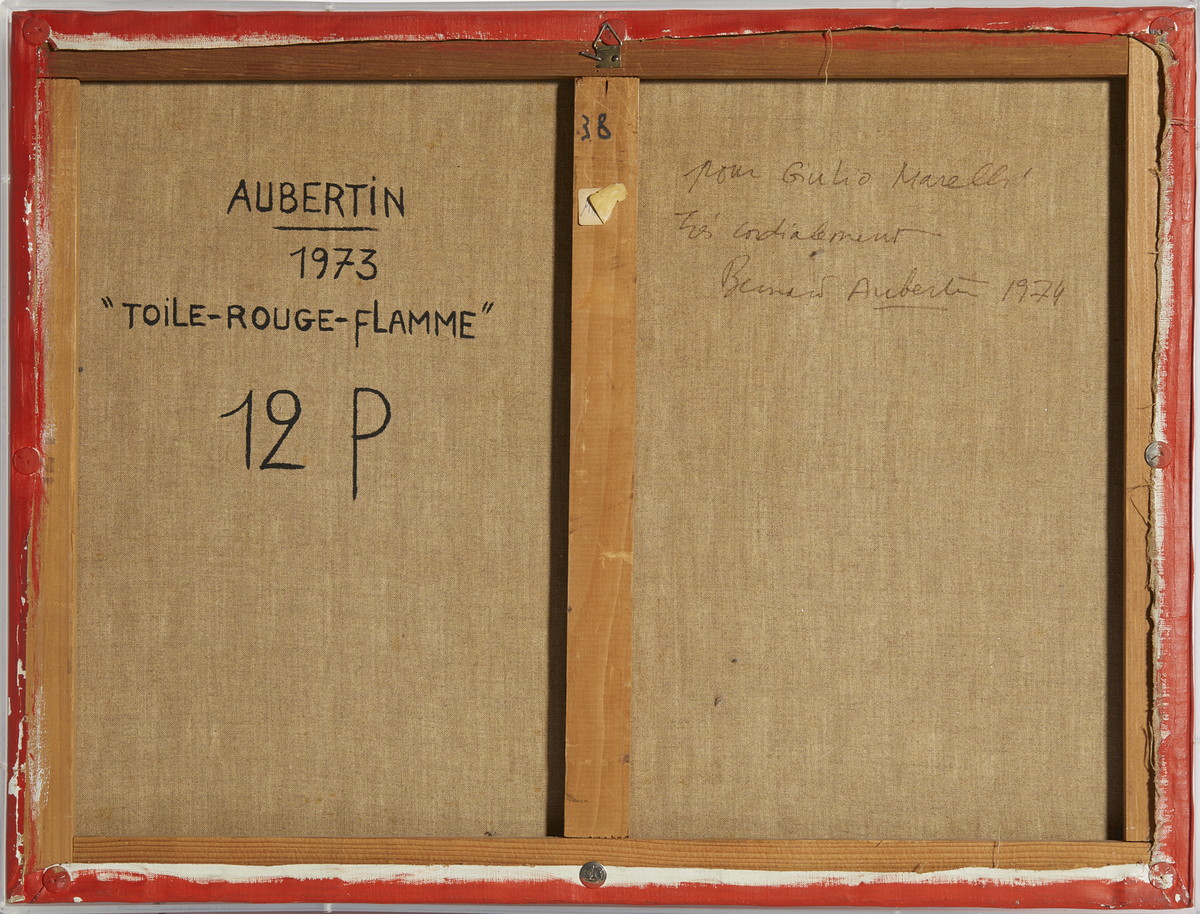 AUBERTIN
1973
"TOILE-ROUGE-FLAMME"
12 P
38
pour Giulio Marelli
Très cordialement
Bernard Aubertin 1974